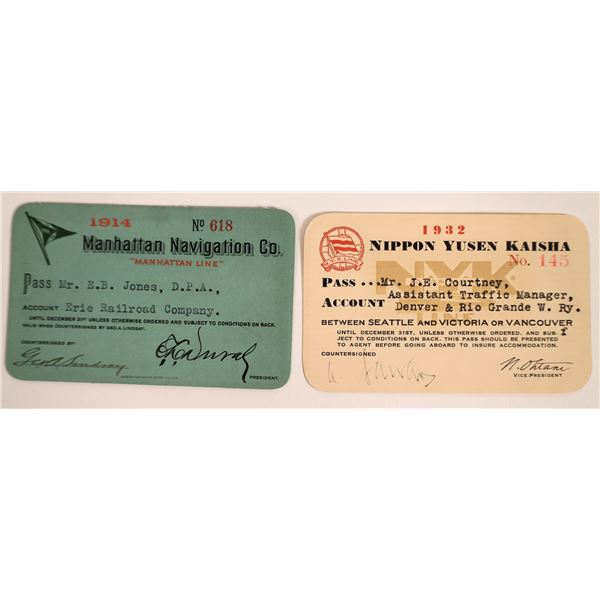 1914
Nº 618
Manhattan Navigation Co.
"MANHATTAN LINE"
PASS Mr. E.B. Jones, D.P.A.,
ACCOUNT Erie Railroad Company.
UNTIL DECEMBER 31ST UNLESS OTHERWISE ORDERED AND SUBJECT TO CONDITIONS ON BACK.
VALID WHEN COUNTERSIGNED BY GEO. A. LINDSAY.
COUNTERSIGNED BY:
Geo A Lindsay
PRESIDENT.
1932
NIPPON YUSEN KAISHA
No. 145
NYK
LINE
PASS ...Mr. J.E. Courtney,
Assistant Traffic Manager,
ACCOUNT Denver & Rio Grande W. Ry.
BETWEEN SEATTLE AND VICTORIA OR VANCOUVER
UNTIL DECEMBER 31ST, UNLESS OTHERWISE ORDERED AND SUB-
JECT TO CONDITIONS ON BACK. THIS PASS SHOULD BE PRESENTED
TO AGENT BEFORE GOING ABOARD TO INSURE ACCOMMODATION.
COUNTERSIGNED
N. Ohtani
VICE-PRESIDENT